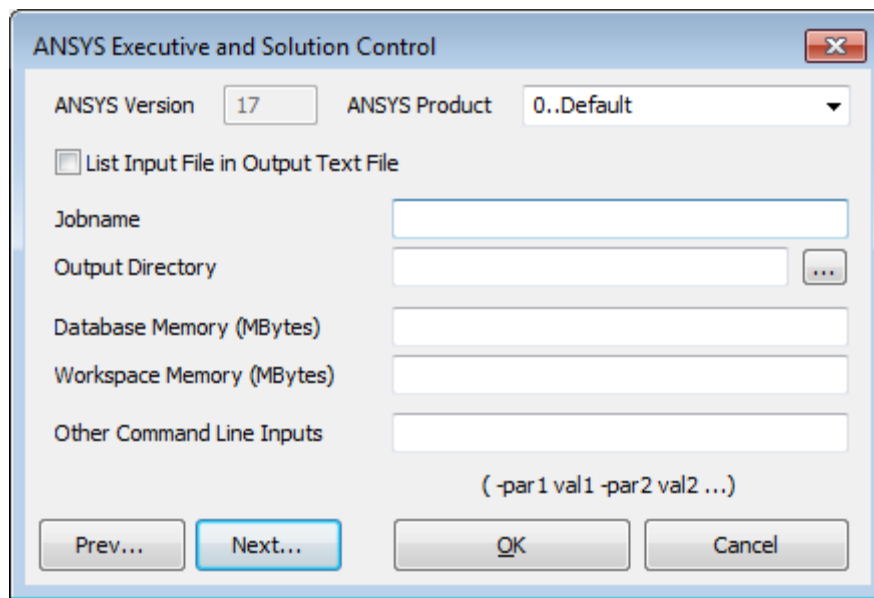 ANSYS Executive and Solution Control
ANSYS Version 17 ANSYS Product 0..Default
List Input File in Output Text File
Jobname
Output Directory ...
Database Memory (MBytes)
Workspace Memory (MBytes)
Other Command Line Inputs
( -par1 val1 -par2 val2 ...)
Prev... Next... OK Cancel